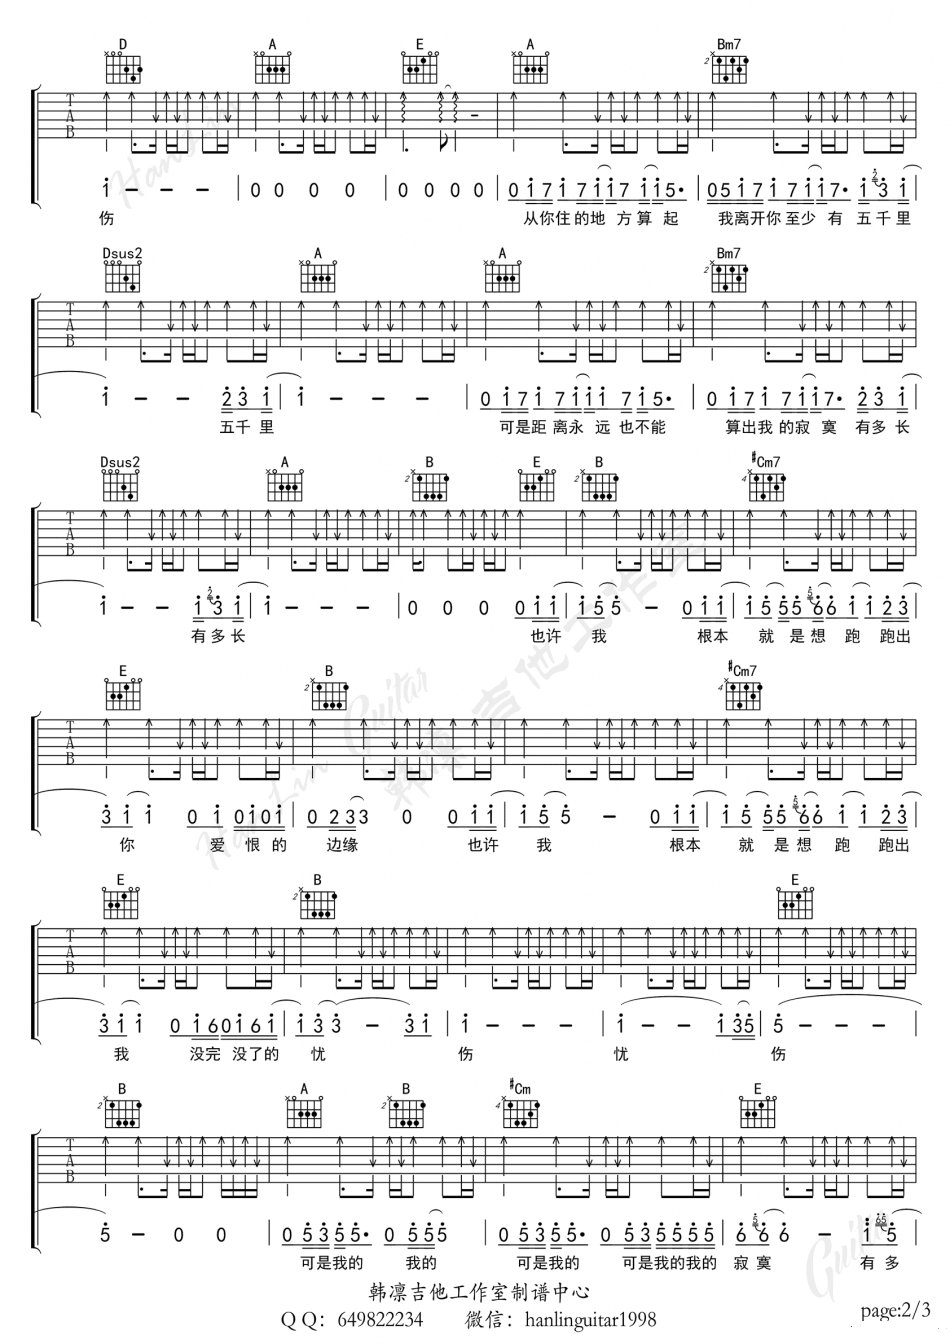 D A E A Bm7
1 - - - 0 0 0 0 0 0 0 0 0 1 7 1 7 1 1 7 1 1 5· 0 5 1 7 1 7 1 1 7· 1 3 1
伤 从你住的地方算起 我离开你至少有五千里
Dsus2 A A Bm7
1 - - 2 3 1 1 - - - 0 1 7 1 7 1 1 7 1 5· 0 1 7 1 7 1 1 7· 2 3 1
五千里 可是距离永远也不能 算出我的寂寞有多长
Dsus2 A B E B #Cm7
1 - - 1 3 1 1 - - - 0 0 0 0 1 1 1 5 5 - 0 1 1 1 5 5 5 6 6 1 1 2 3
有多长 也许我 根本就是想跑跑出
E B #Cm7
3 1 1 0 1 0 1 0 1 0 2 3 3 0 0 1 1 1 5 5 - 0 1 1 1 5 5 5 6 6 1 1 2 3
你 爱恨的边缘 也许我 根本就是想跑跑出
E B E
3 1 1 0 1 6 0 1 6 1 1 3 3 - 3 1 1 - - - 1 - - 1 3 5 5 - - -
我 没完没了的忧 伤 忧 伤
B A B #Cm E
5 - 0 0 0 5 3 5 5· 0 5 5 5 0 5 3 5 5· 0 5 3 5 5 5 5 6 6 6 - 1 5
可是我的 我的 可是我的 可是我的我的 寂寞 有多
韩凛吉他工作室制谱中心
QQ：649822234 微信：hanlinguitar1998
page:2/3
Han Lin Guitar 韩凛吉他工作室